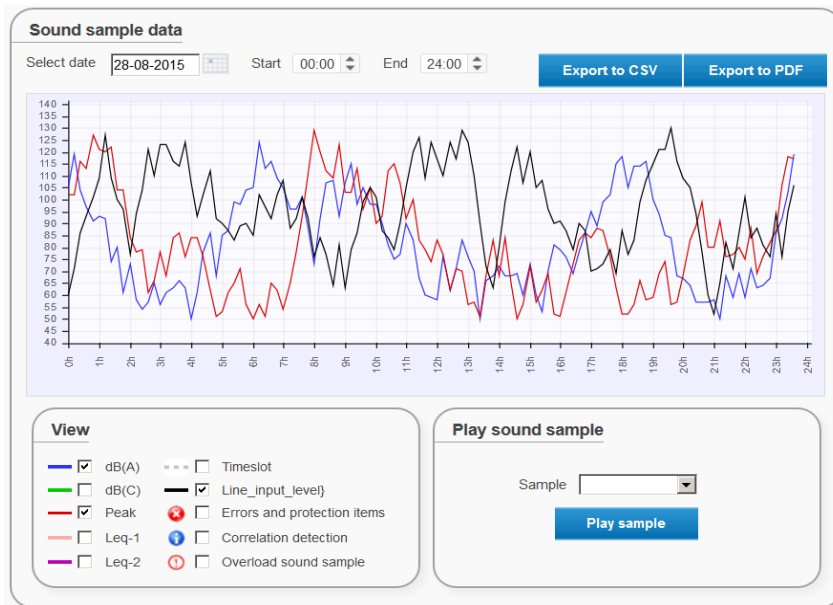 Sound sample data
Select date 28-08-2015 Start 00:00 End 24:00 Export to CSV Export to PDF
140
135
130
125
120
115
110
105
100
95
90
85
80
75
70
65
60
55
50
45
40
0h 1h 2h 3h 4h 5h 6h 7h 8h 9h 10h 11h 12h 13h 14h 15h 16h 17h 18h 19h 20h 21h 22h 23h 24h
View
dB(A) Timeslot
dB(C) Line_input_level}
Peak Errors and protection items
Leq-1 Correlation detection
Leq-2 Overload sound sample
Play sound sample
Sample
Play sample